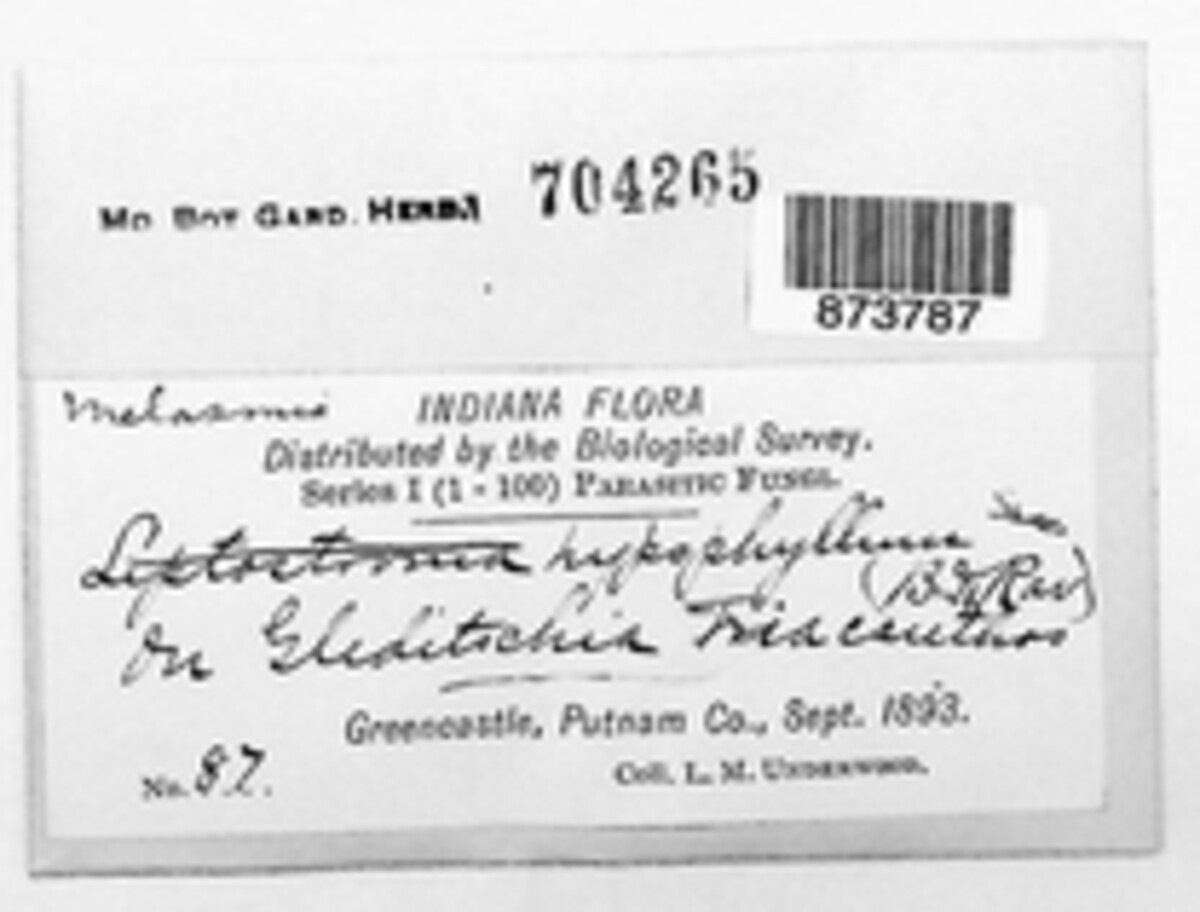 MO BOT GARD. HERB. 704265
873787
Melasmia INDIANA FLORA
Distributed by the Biological Survey.
Series I (1-100) PARASITIC FUNGI.
Leptostroma hypophyllum
(B & Rav)
On Gleditschia Triacanthos
Greencastle, Putnam Co., Sept. 1893.
No. 87.
Coll. L. M. UNDERWOOD.